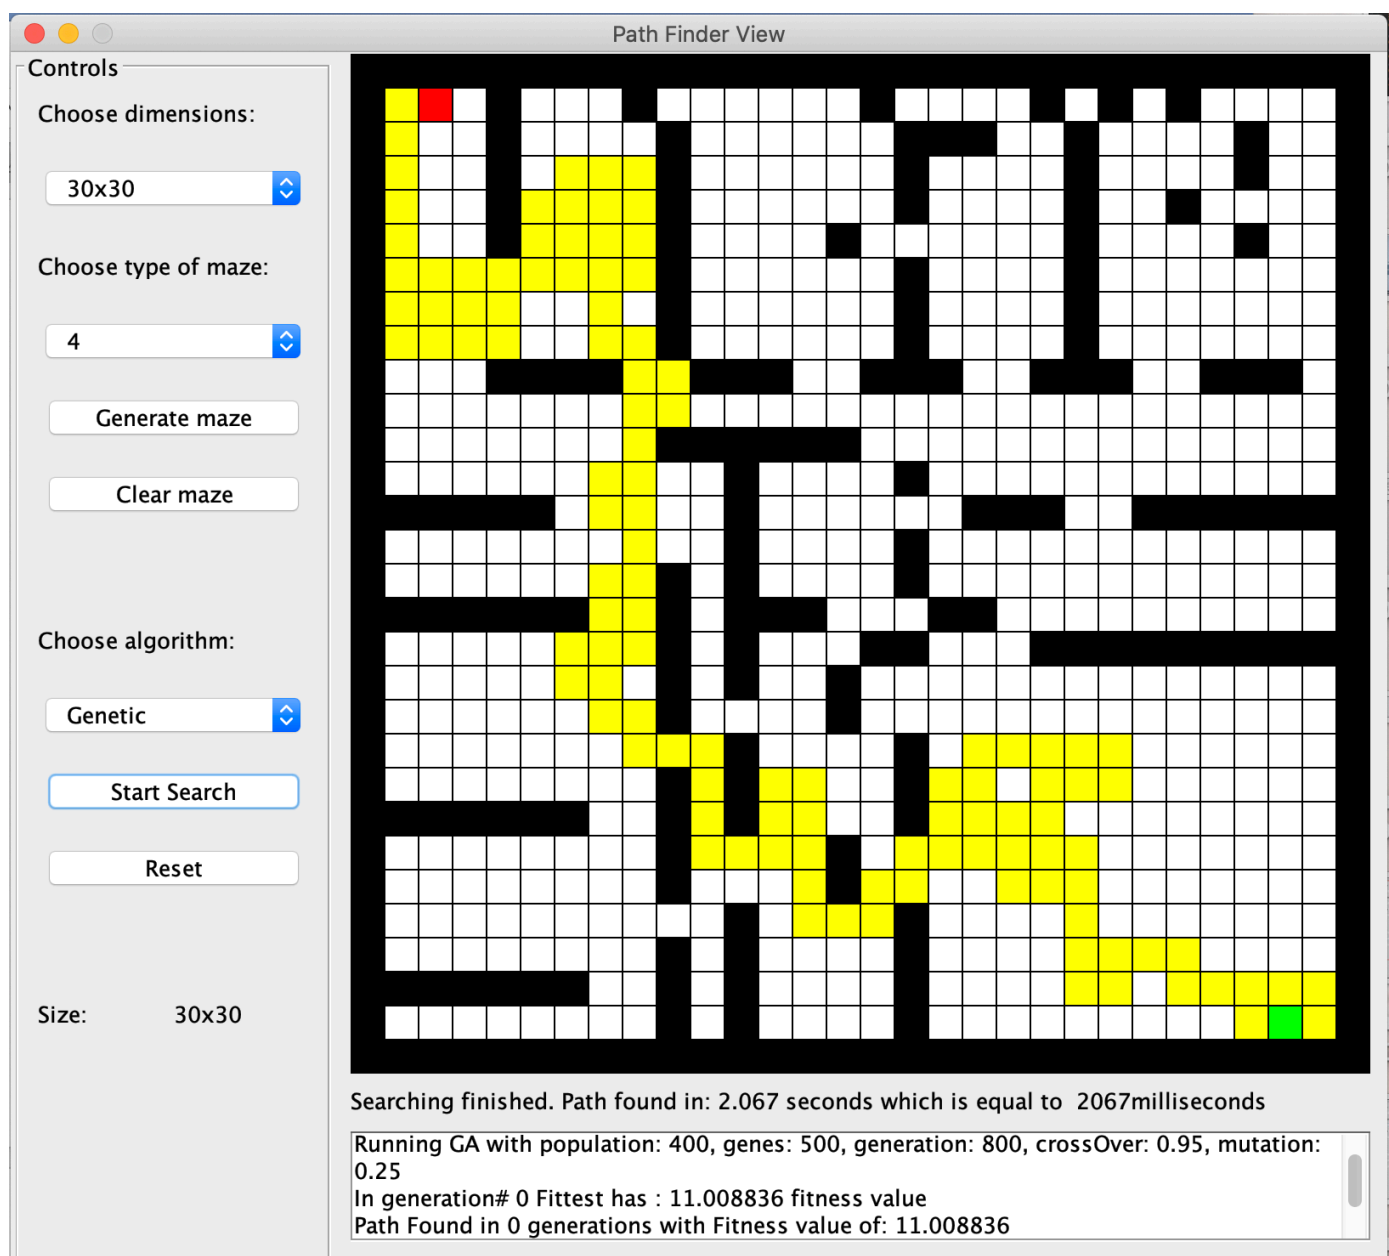 Path Finder View
Controls
Choose dimensions:
30x30
Choose type of maze:
4
Generate maze
Clear maze
Choose algorithm:
Genetic
Start Search
Reset
Size: 30x30
Searching finished. Path found in: 2.067 seconds which is equal to  2067milliseconds
Running GA with population: 400, genes: 500, generation: 800, crossOver: 0.95, mutation:
0.25
In generation# 0 Fittest has : 11.008836 fitness value
Path Found in 0 generations with Fitness value of: 11.008836